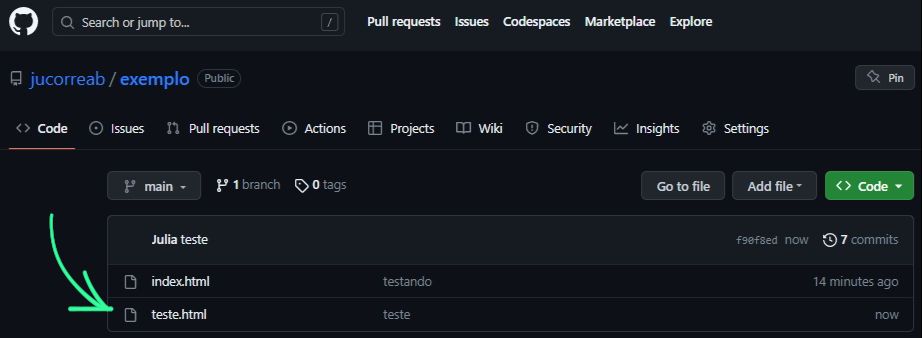 Search or jump to... / Pull requests Issues Codespaces Marketplace Explore
jucorreab / exemplo Public Pin
Code Issues Pull requests Actions Projects Wiki Security Insights Settings
main 1 branch 0 tags Go to file Add file Code
Julia teste f90f8ed now 7 commits
index.html testando 14 minutes ago
teste.html teste now